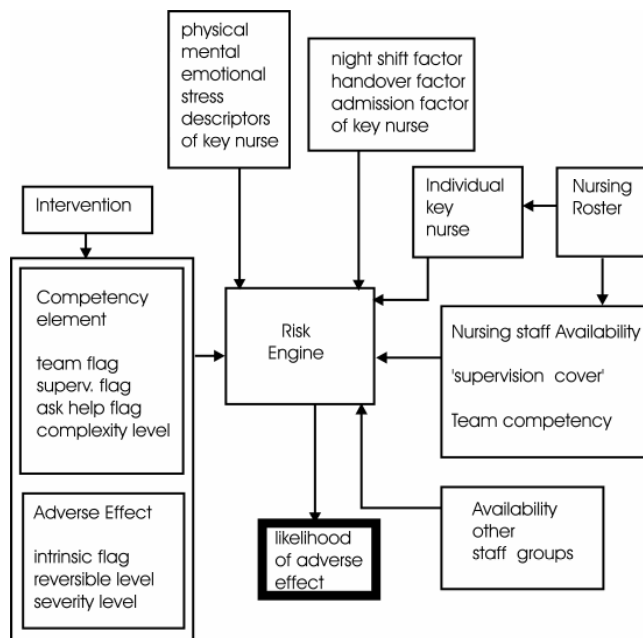 physical
mental
emotional
stress
descriptors
of key nurse
night shift factor
handover factor
admission factor
of key nurse
Intervention
Individual
key
nurse
Nursing
Roster
Competency
element
team flag
superv. flag
ask help flag
complexity level
Risk
Engine
Nursing staff Availability
'supervision cover'
Team competency
Adverse Effect
intrinsic flag
reversible level
severity level
likelihood
of adverse
effect
Availability
other
staff groups